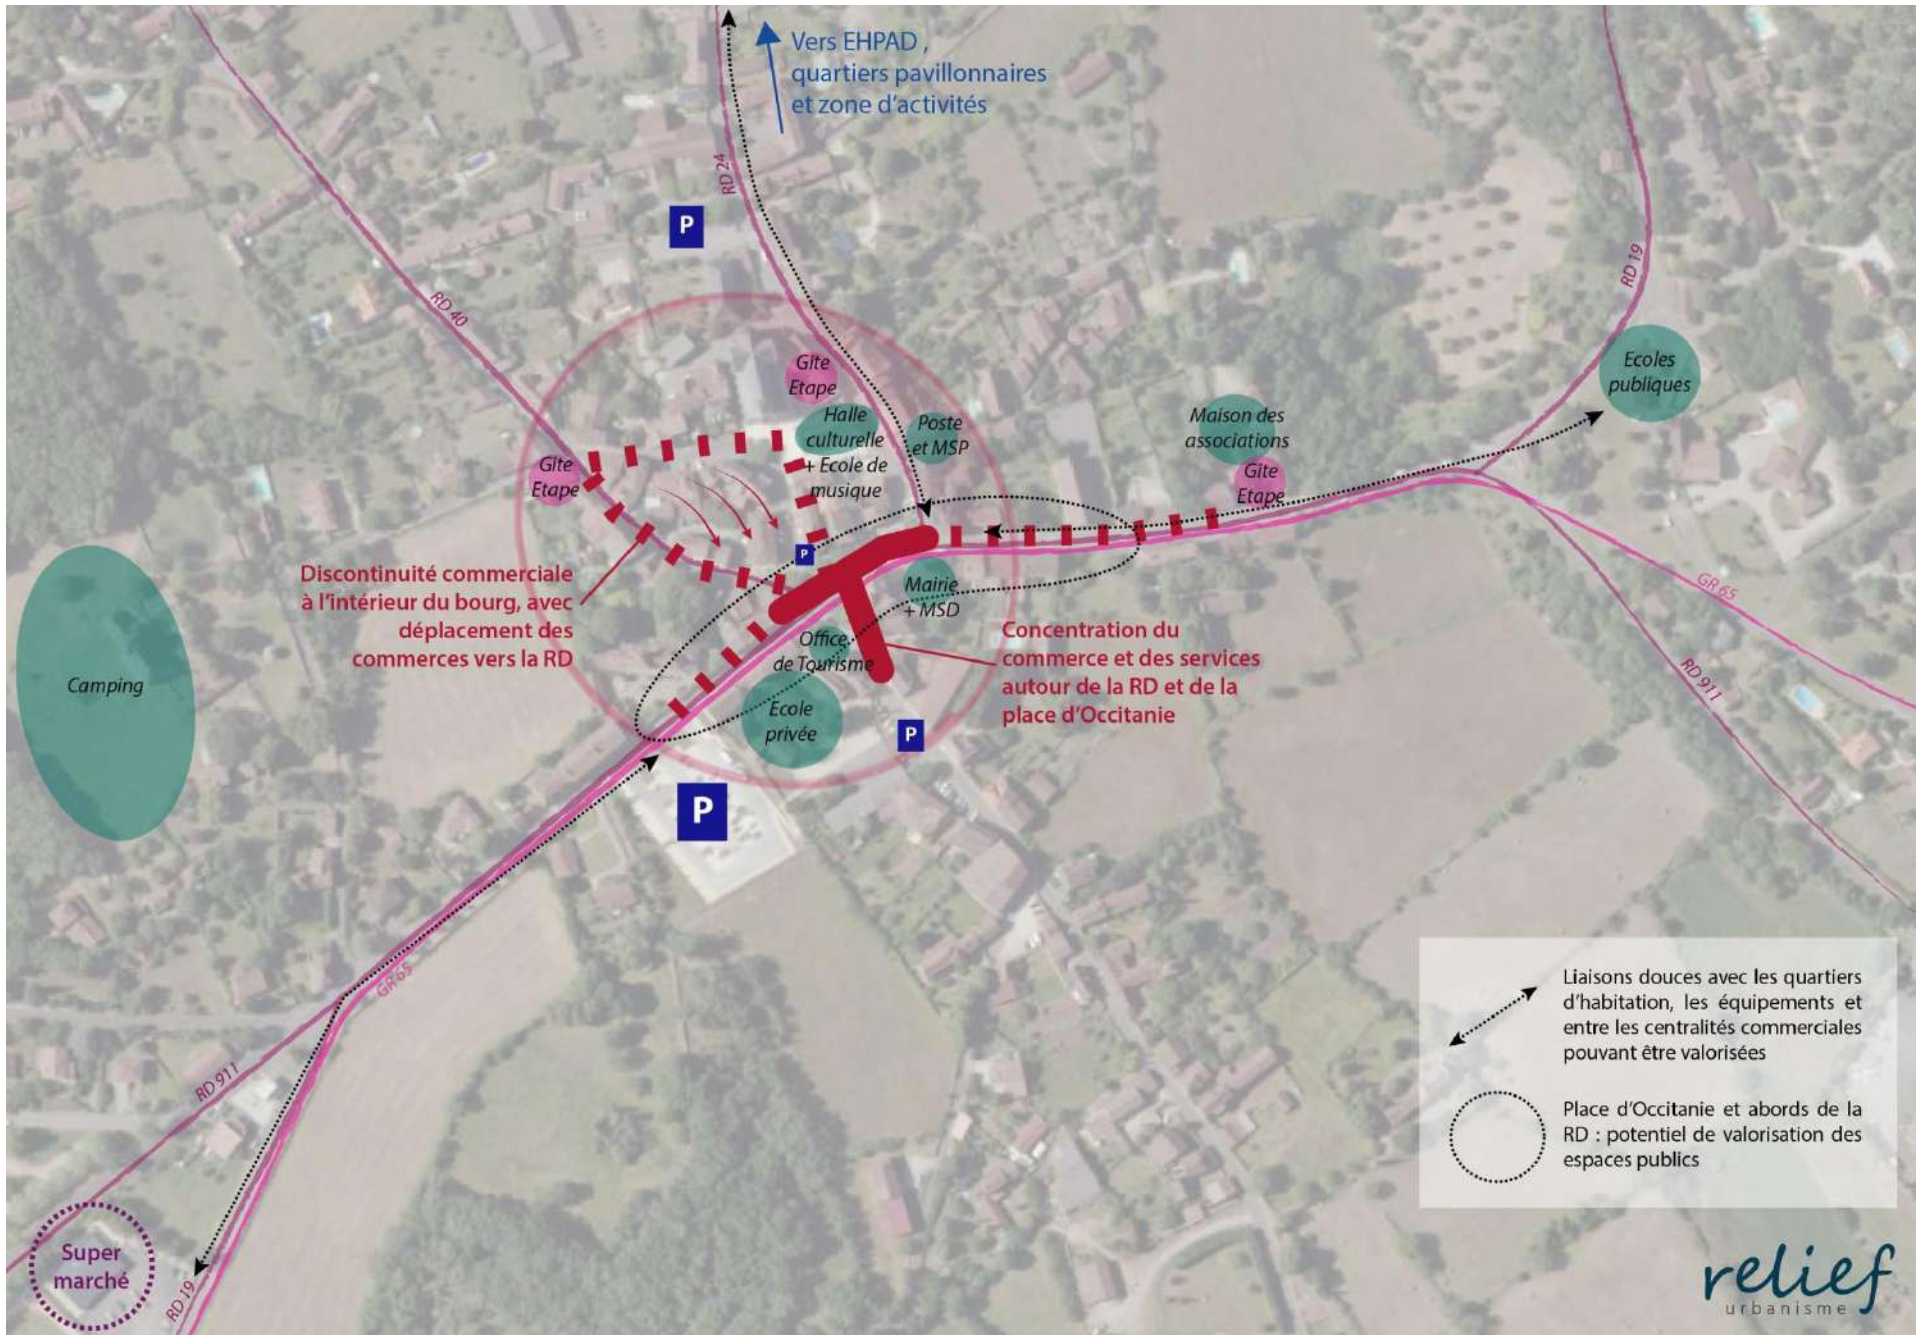 Vers EHPAD ,
quartiers pavillonnaires
et zone d'activités
RD 24
P
RD 40
RD 19
Gîte
Etape
Halle
culturelle
+ Ecole de
musique
Poste
et MSP
Ecoles
publiques
Maison des
associations
Gîte
Etape
Gîte
Etape
P
Discontinuité commerciale
à l'intérieur du bourg, avec
déplacement des
commerces vers la RD
Mairie
+ MSD
Concentration du
commerce et des services
autour de la RD et de la
place d'Occitanie
Office
de Tourisme
Ecole
privée
P
P
Camping
GR 65
RD 911
GR 65
RD 911
RD 19
Super
marché
Liaisons douces avec les quartiers
d'habitation, les équipements et
entre les centralités commerciales
pouvant être valorisées
Place d'Occitanie et abords de la
RD : potentiel de valorisation des
espaces publics
relief
urbanisme